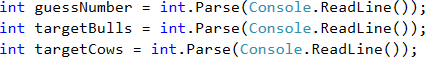 int guessNumber = int.Parse(Console.ReadLine());
int targetBulls = int.Parse(Console.ReadLine());
int targetCows = int.Parse(Console.ReadLine());